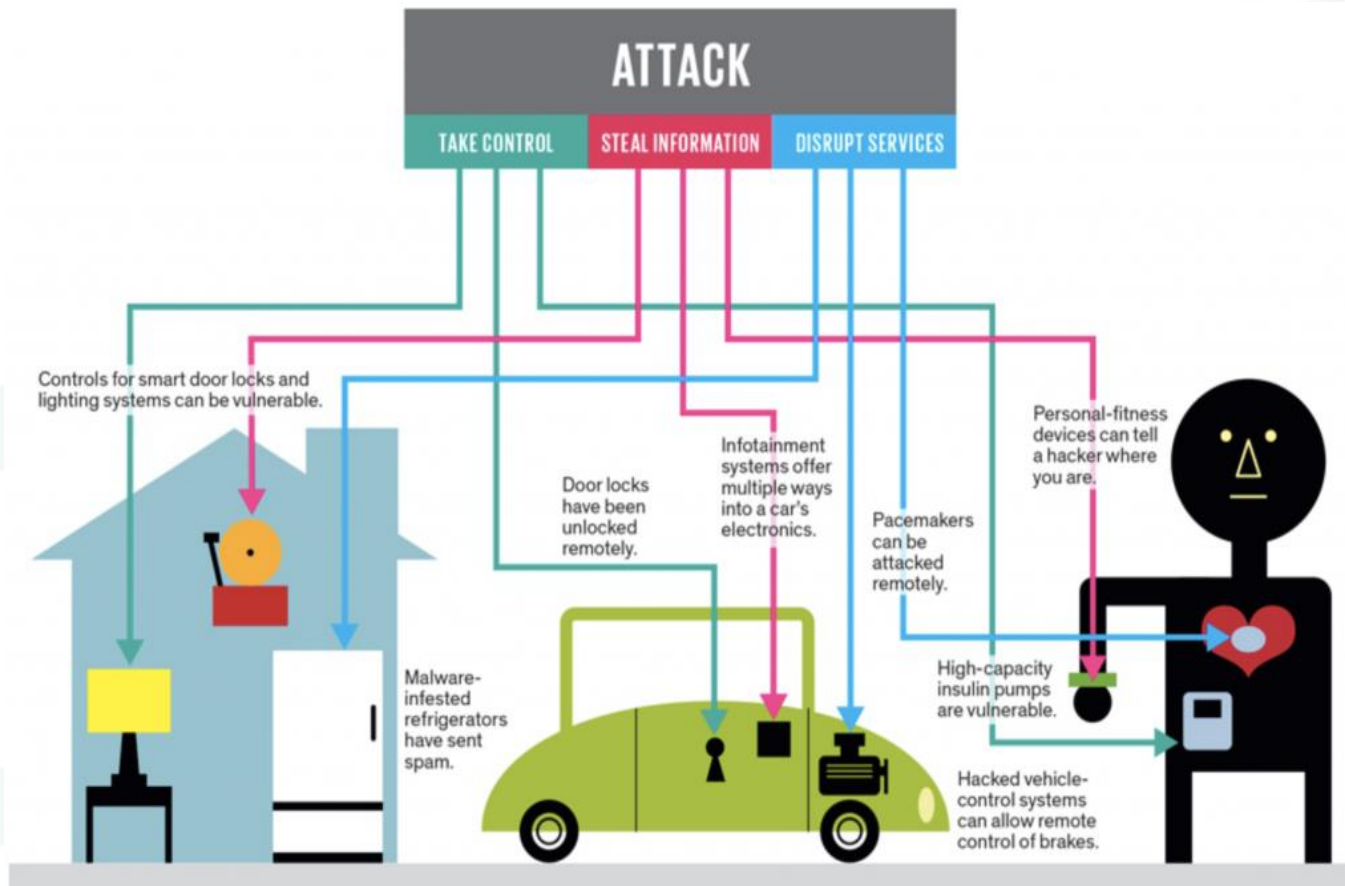 ATTACK
TAKE CONTROL
STEAL INFORMATION
DISRUPT SERVICES
Controls for smart door locks and
lighting systems can be vulnerable.
Malware-
infested
refrigerators
have sent
spam.
Door locks
have been
unlocked
remotely.
Infotainment
systems offer
multiple ways
into a car's
electronics.
Pacemakers
can be
attacked
remotely.
Personal-fitness
devices can tell
a hacker where
you are.
High-capacity
insulin pumps
are vulnerable.
Hacked vehicle-
control systems
can allow remote
control of brakes.